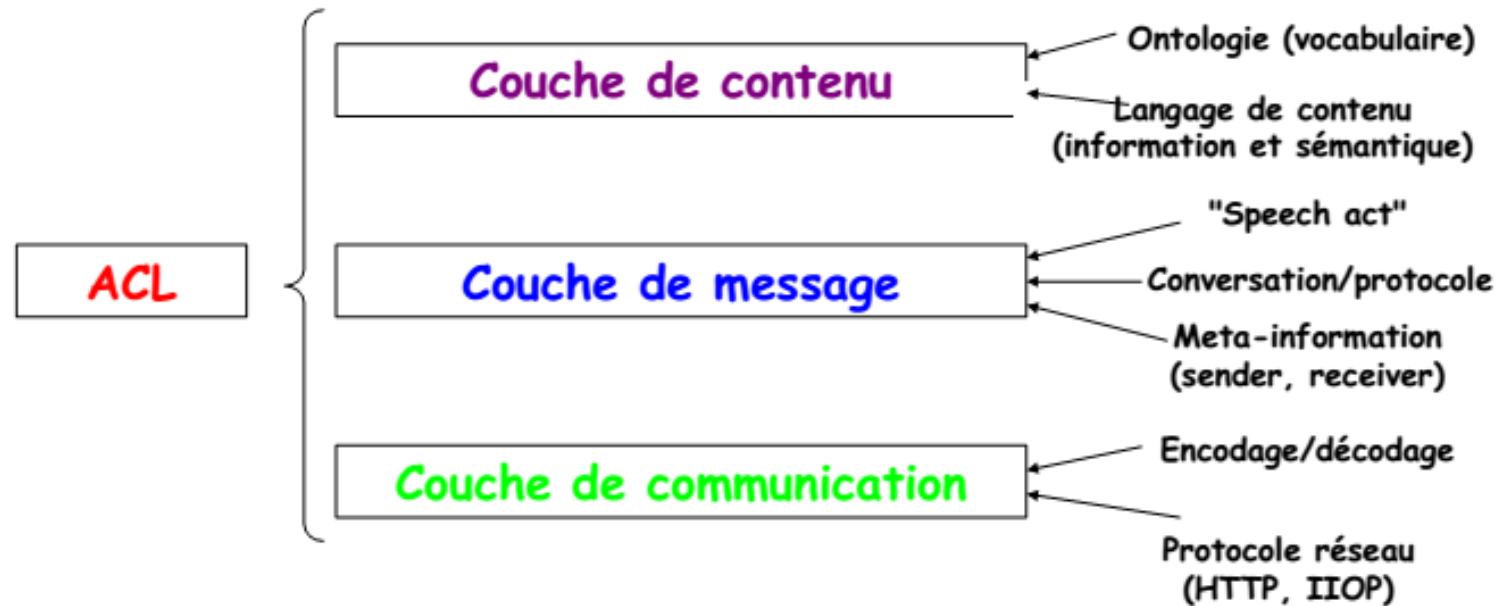 Ontologie (vocabulaire)
Couche de contenu
Langage de contenu
(information et sémantique)
"Speech act"
ACL
Couche de message
Conversation/protocole
Meta-information
(sender, receiver)
Encodage/décodage
Couche de communication
Protocole réseau
(HTTP, IIOP)